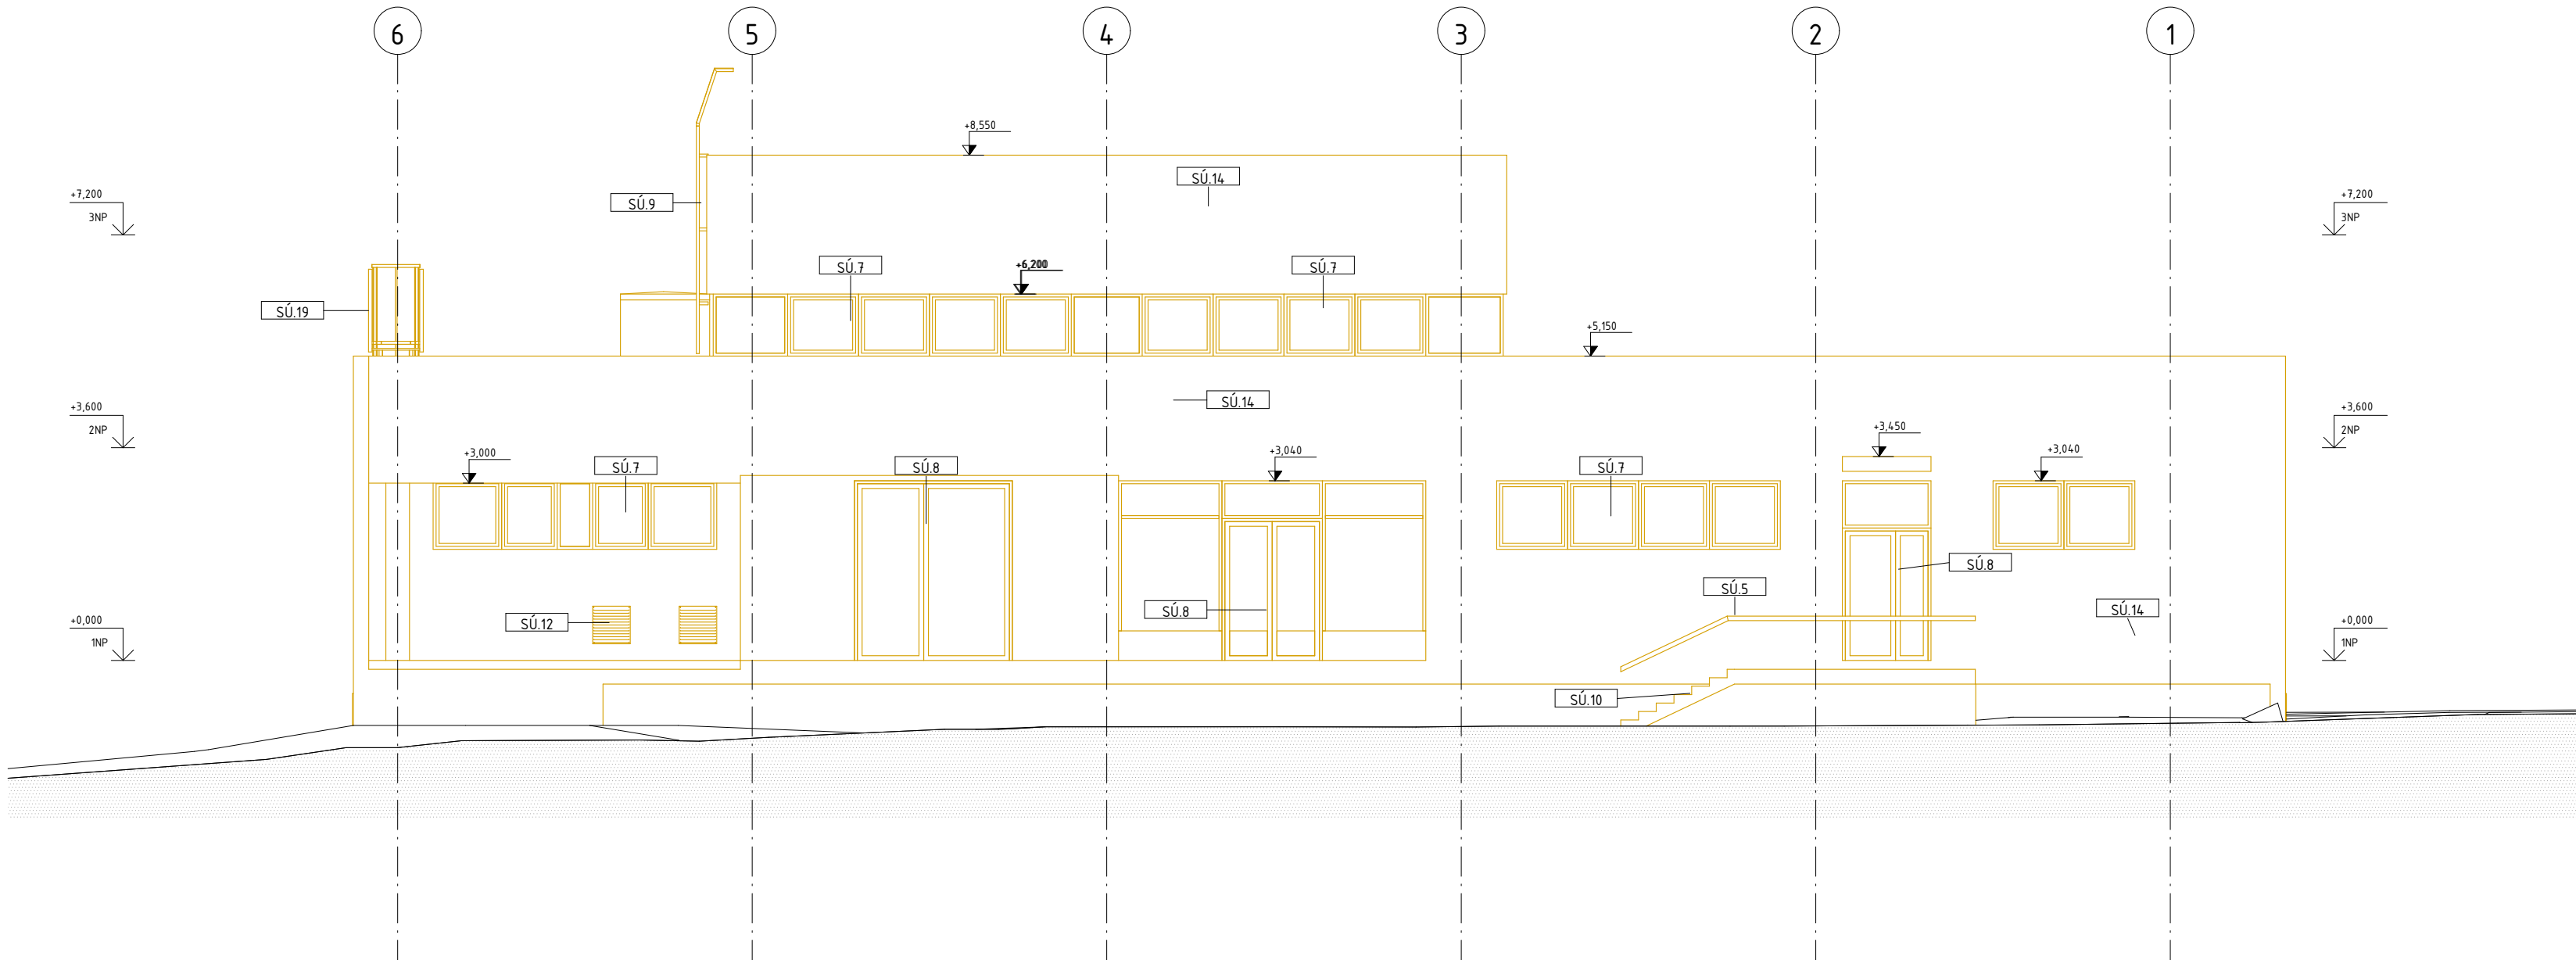 6
5
4
3
2
1
+8,550
SÚ.14
+7,200
3NP
SÚ.9
+7,200
3NP
SÚ.7
+6,200
SÚ.7
SÚ.19
+5,150
SÚ.14
+3,600
2NP
+3,600
2NP
+3,000
SÚ.7
SÚ.8
+3,040
SÚ.7
+3,450
+3,040
SÚ.8
SÚ.5
SÚ.8
SÚ.14
SÚ.12
+0,000
1NP
+0,000
1NP
SÚ.10